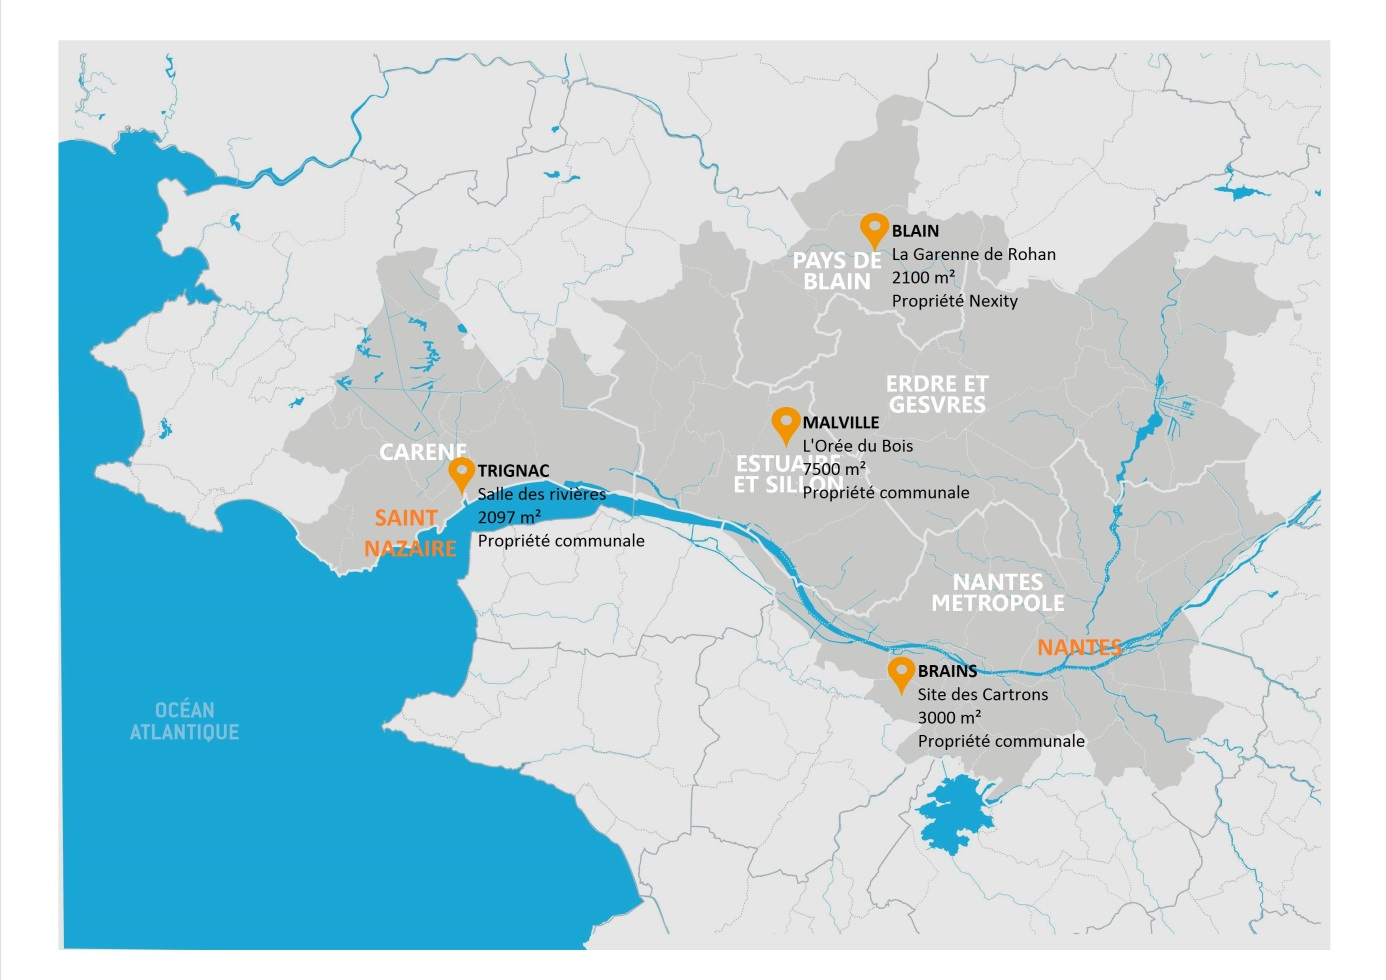 BLAIN
La Garenne de Rohan
2100 m²
Propriété Nexity
PAYS DE
BLAIN
ERDRE ET
GESVRES
MALVILLE
L'Orée du Bois
7500 m²
Propriété communale
ESTUAIRE
ET SILLON
CARENE
TRIGNAC
Salle des rivières
2097 m²
Propriété communale
SAINT
NAZAIRE
NANTES
METROPOLE
NANTES
BRAINS
Site des Cartrons
3000 m²
Propriété communale
OCÉAN
ATLANTIQUE